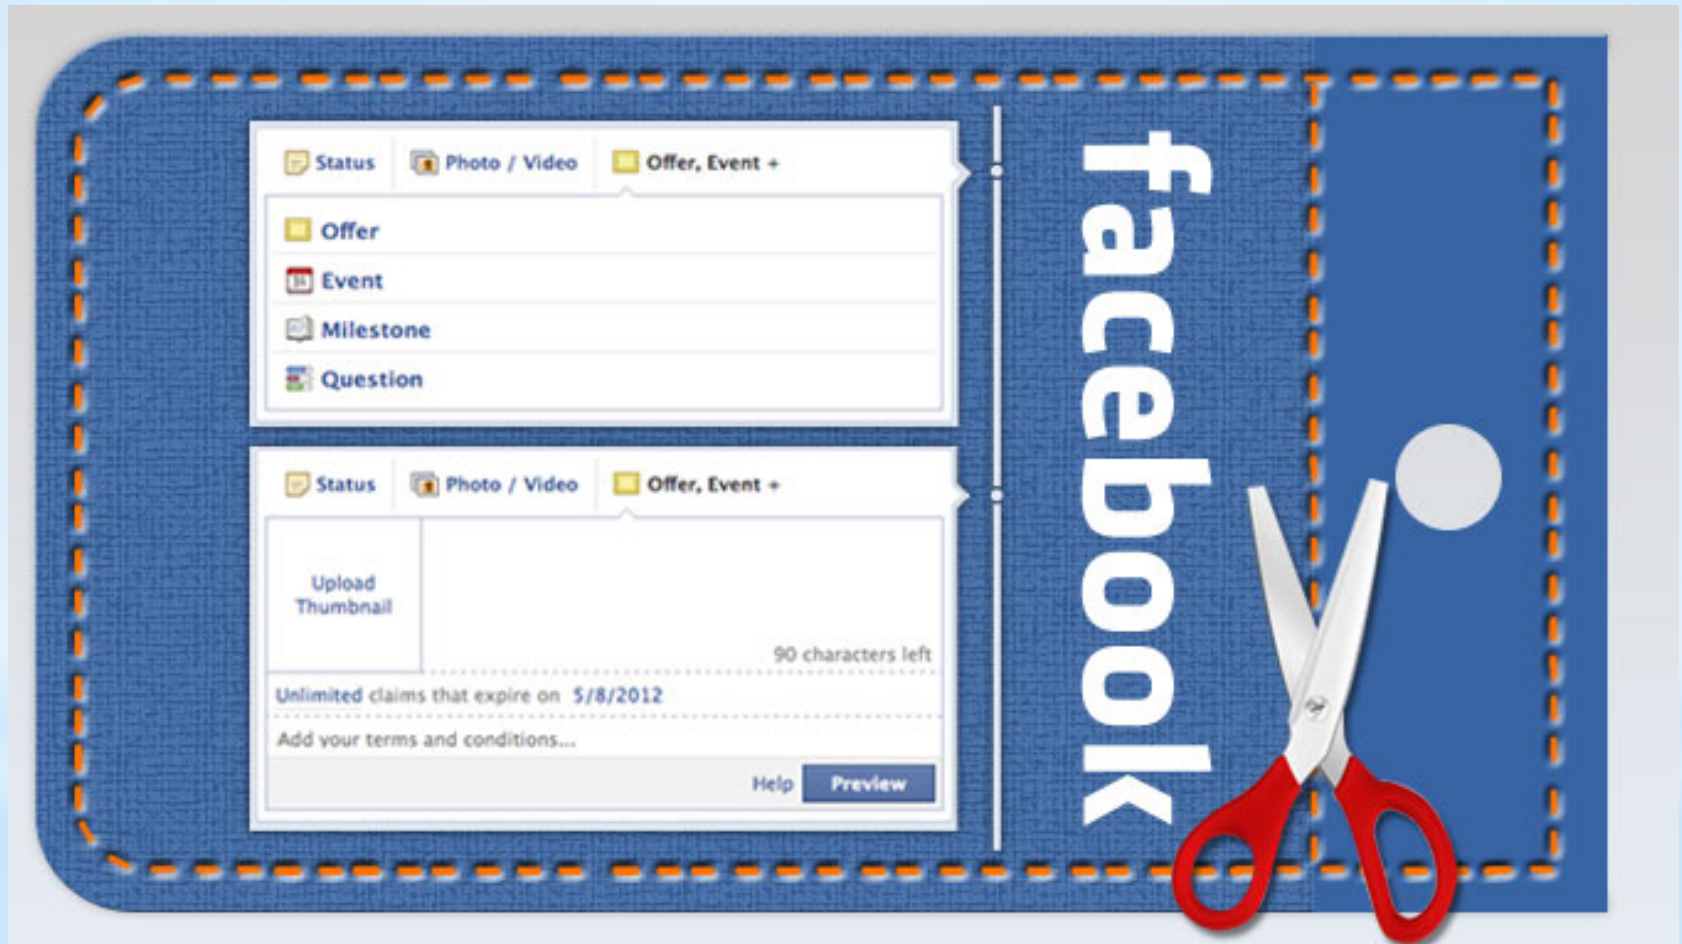 Status Photo / Video Offer, Event +
Offer
Event
Milestone
Question
Status Photo / Video Offer, Event +
Upload
Thumbnail
90 characters left
Unlimited claims that expire on 5/8/2012
Add your terms and conditions...
Help Preview
facebook